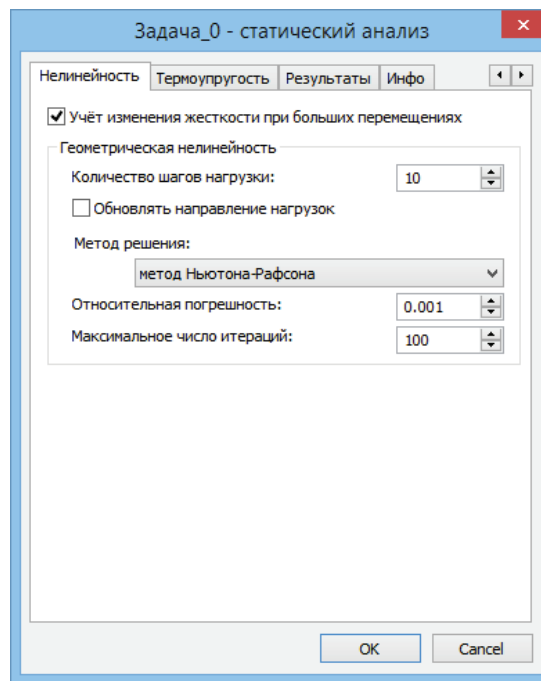 Задача_0 - статический анализ
Нелинейность Термоупругость Результаты Инфо
Учёт изменения жесткости при больших перемещениях
Геометрическая нелинейность
Количество шагов нагрузки: 10
Обновлять направление нагрузок
Метод решения:
метод Ньютона-Рафсона
Относительная погрешность: 0.001
Максимальное число итераций: 100
OK Cancel